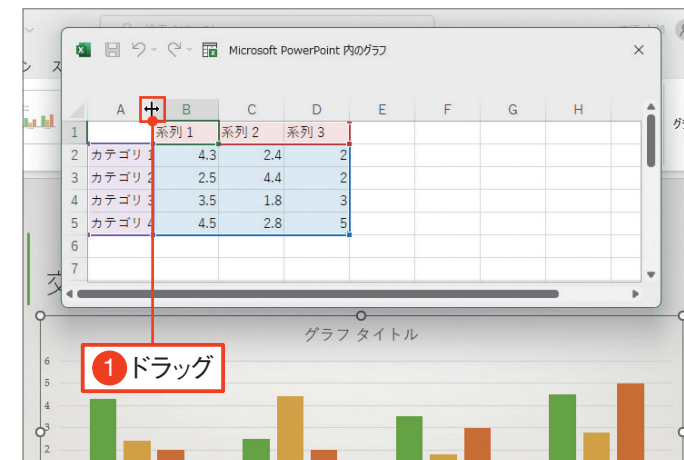 Microsoft PowerPoint 内のグラフ
A B C D E F G H
1 系列 1 系列 2 系列 3
2 カテゴリ 1 4.3 2.4 2
3 カテゴリ 2 2.5 4.4 2
4 カテゴリ 3 3.5 1.8 3
5 カテゴリ 4 4.5 2.8 5
6
7
グラフ タイトル
1 ドラッグ
6
5
4
3
2